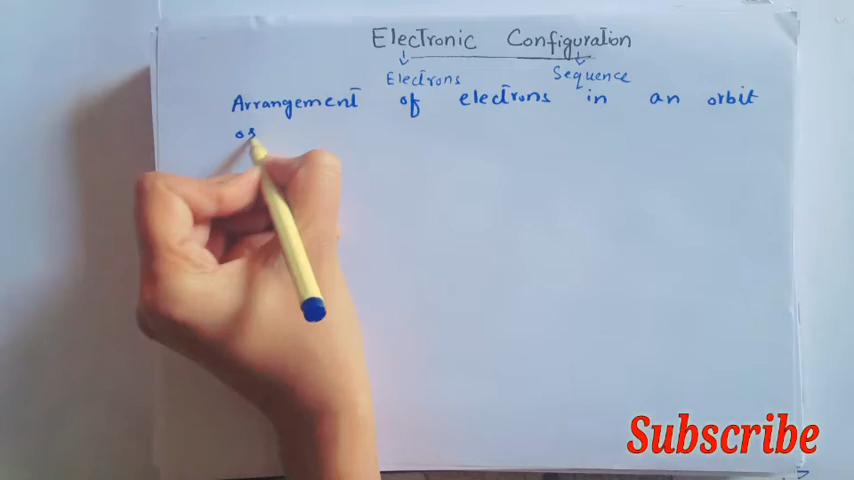 Electronic Configuration
Electrons Sequence
Arrangement of electrons in an orbit
Subscribe